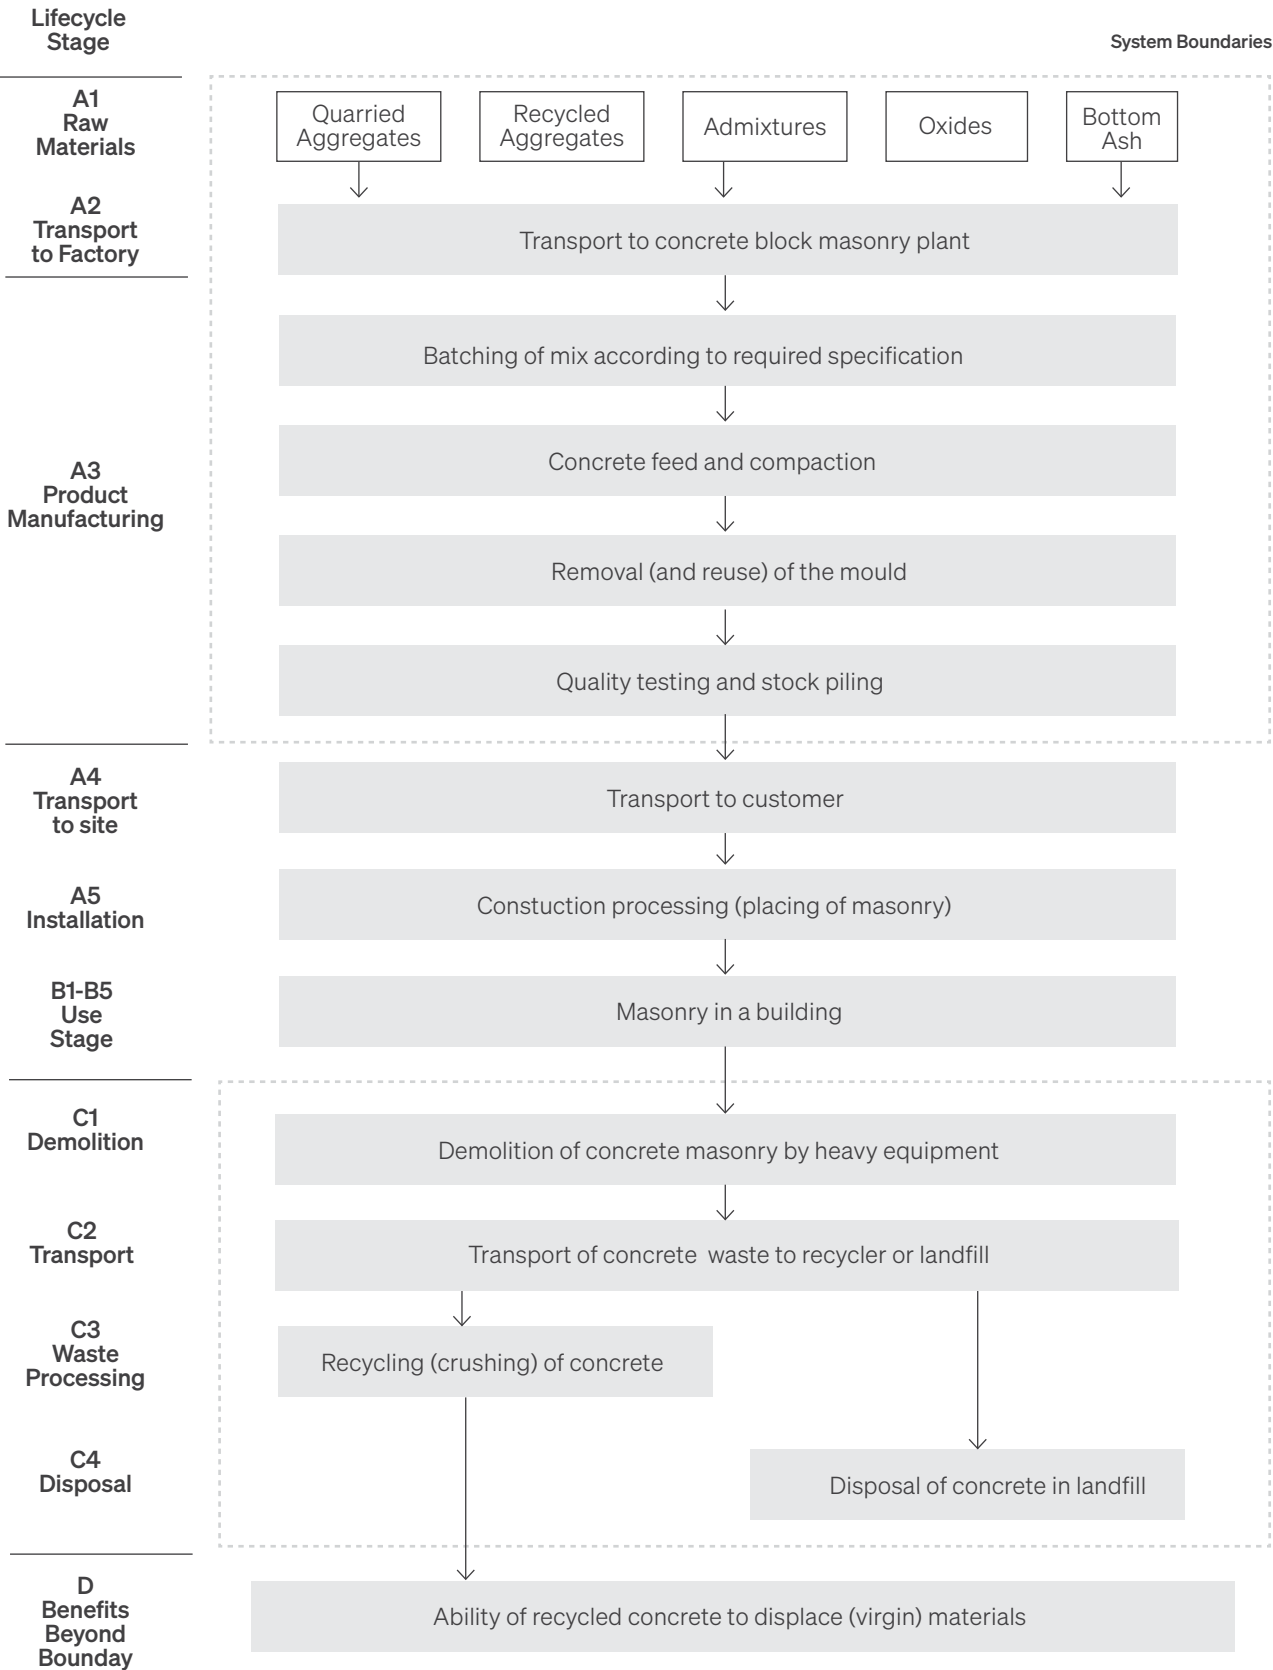 Lifecycle
Stage
System Boundaries
A1
Raw
Materials
Quarried
Aggregates
Recycled
Aggregates
Admixtures
Oxides
Bottom
Ash
A2
Transport
to Factory
Transport to concrete block masonry plant
Batching of mix according to required specification
A3
Product
Manufacturing
Concrete feed and compaction
Removal (and reuse) of the mould
Quality testing and stock piling
A4
Transport
to site
Transport to customer
A5
Installation
Constuction processing (placing of masonry)
B1-B5
Use
Stage
Masonry in a building
C1
Demolition
Demolition of concrete masonry by heavy equipment
C2
Transport
Transport of concrete waste to recycler or landfill
C3
Waste
Processing
Recycling (crushing) of concrete
C4
Disposal
Disposal of concrete in landfill
D
Benefits
Beyond
Bounday
Ability of recycled concrete to displace (virgin) materials